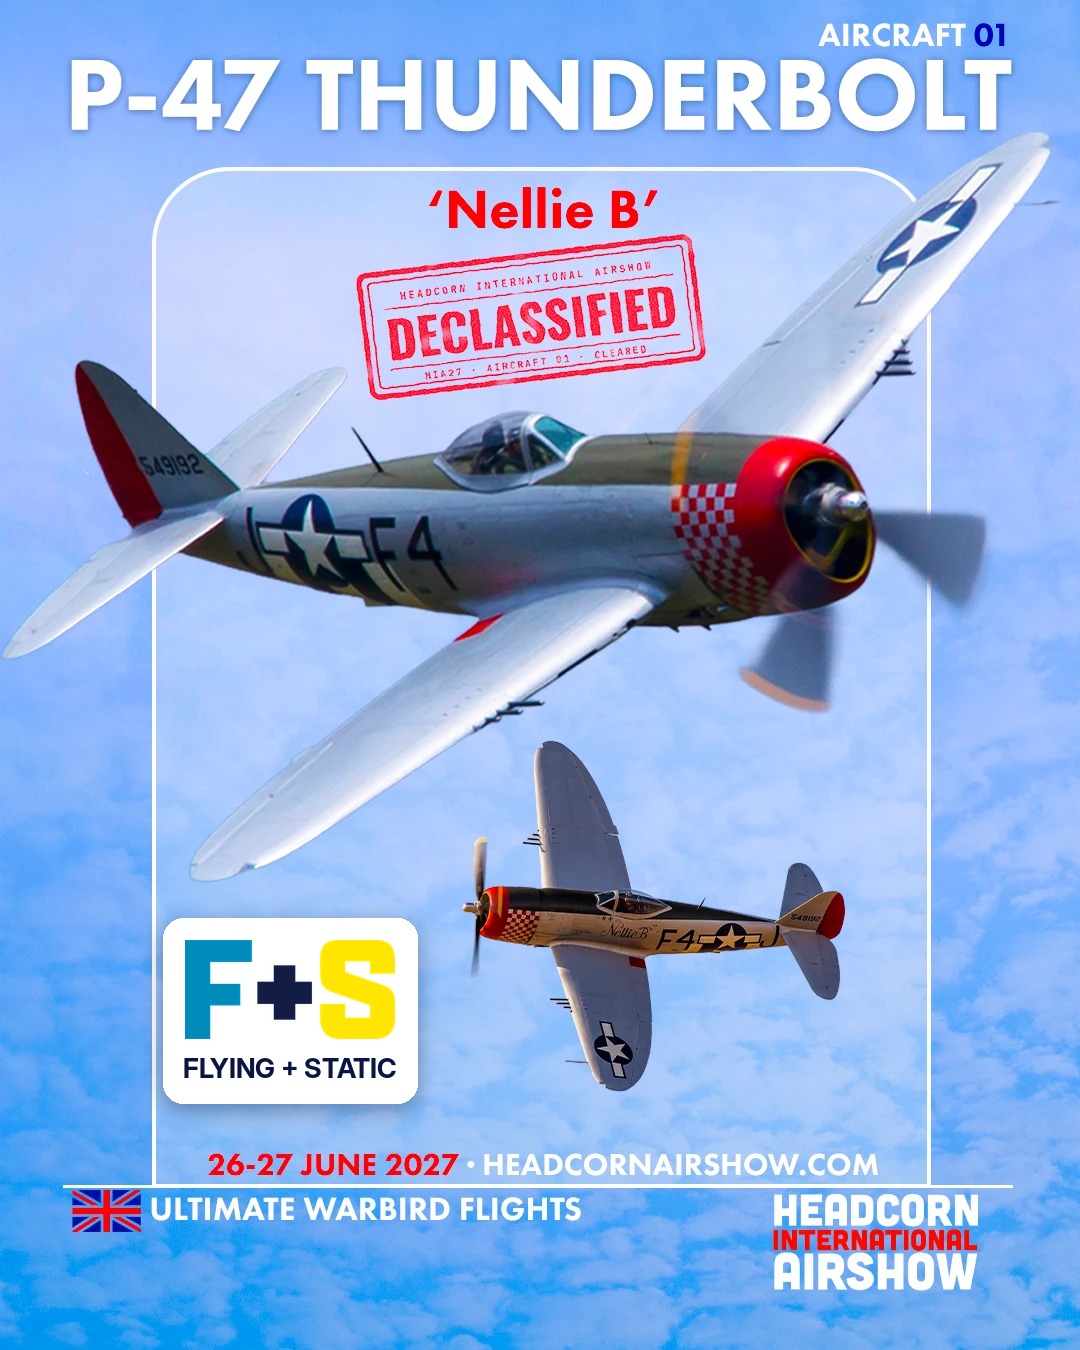 AIRCRAFT 01
P-47 THUNDERBOLT
‘Nellie B’
HEADCORN INTERNATIONAL AIRSHOW
DECLASSIFIED
HIA27 · AIRCRAFT 01 · CLEARED
549192
F4
549192
"Nellie B"
F4
J
F+S
FLYING + STATIC
26-27 JUNE 2027 · HEADCORNAIRSHOW.COM
ULTIMATE WARBIRD FLIGHTS
HEADCORN
INTERNATIONAL
AIRSHOW